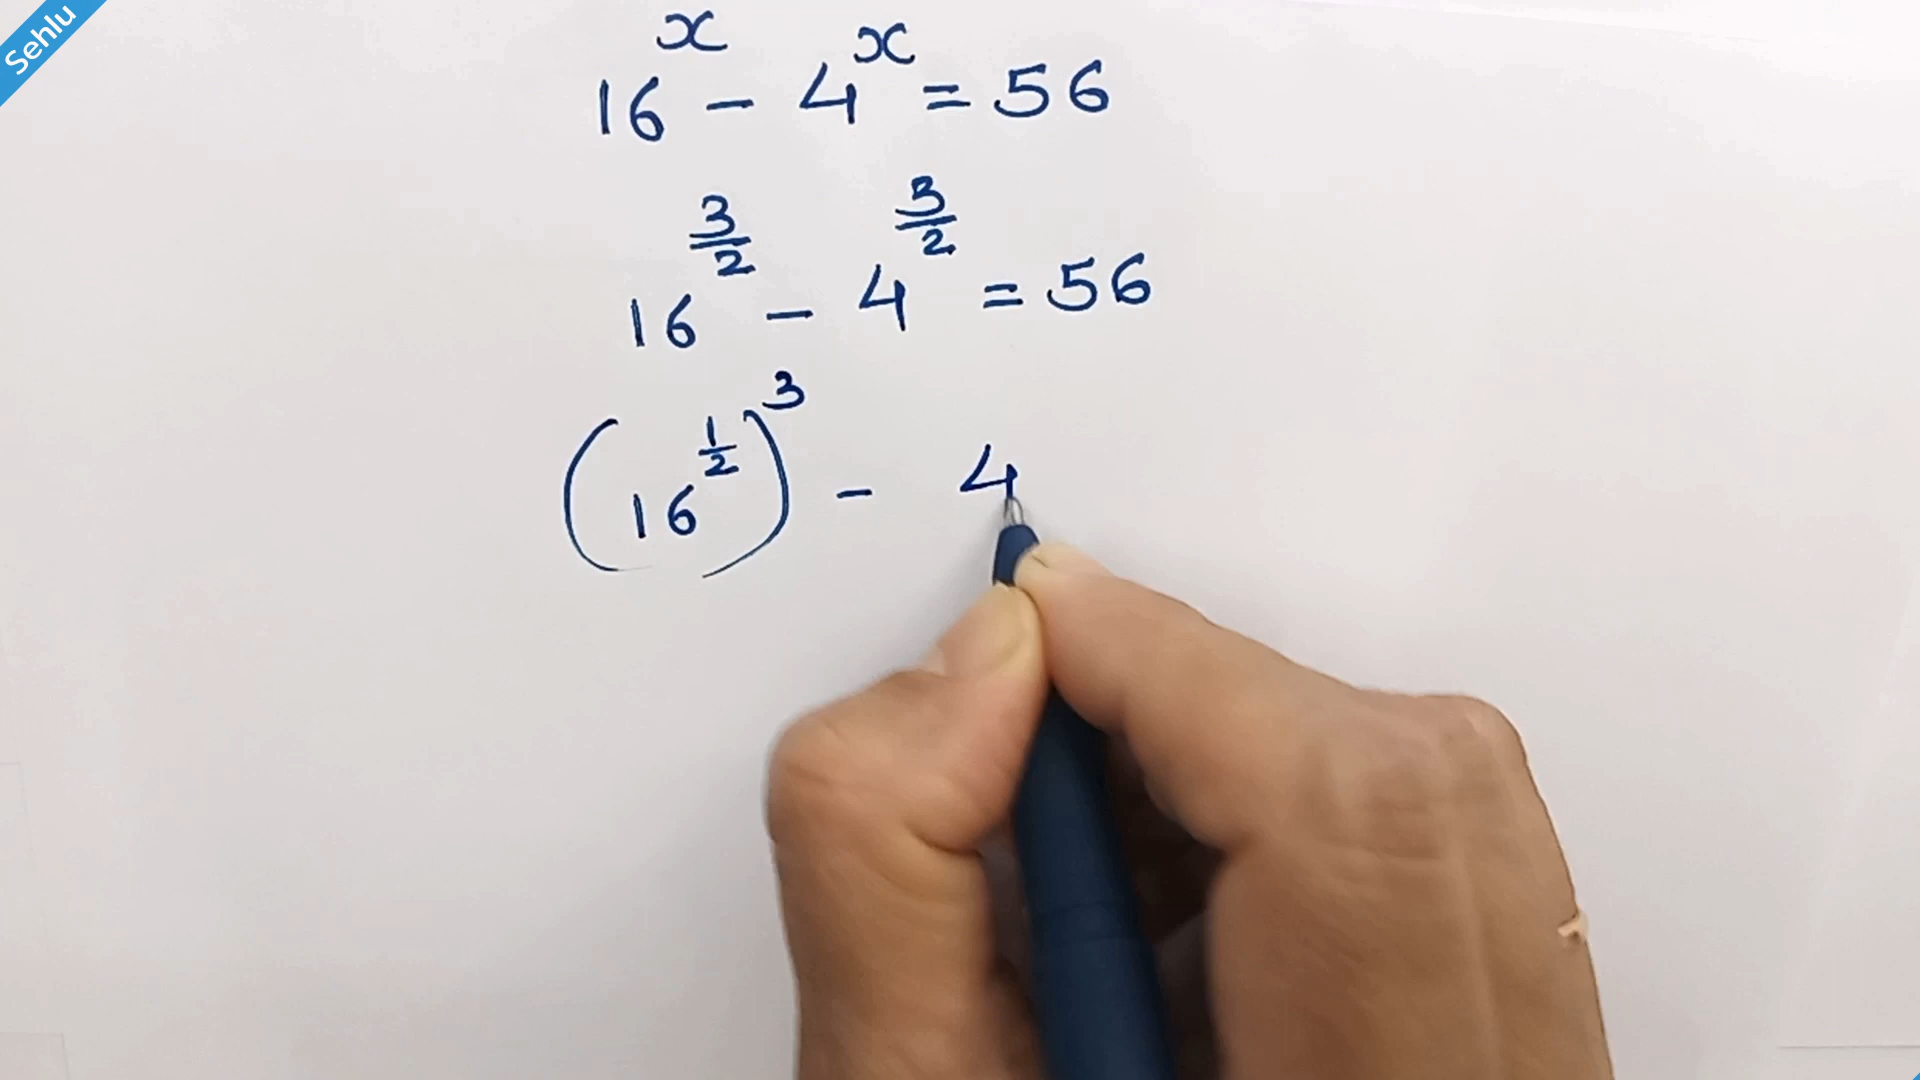 Sehlu
16^x - 4^x = 56
16^(3/2) - 4^(3/2) = 56
(16^(1/2))^3 - 4